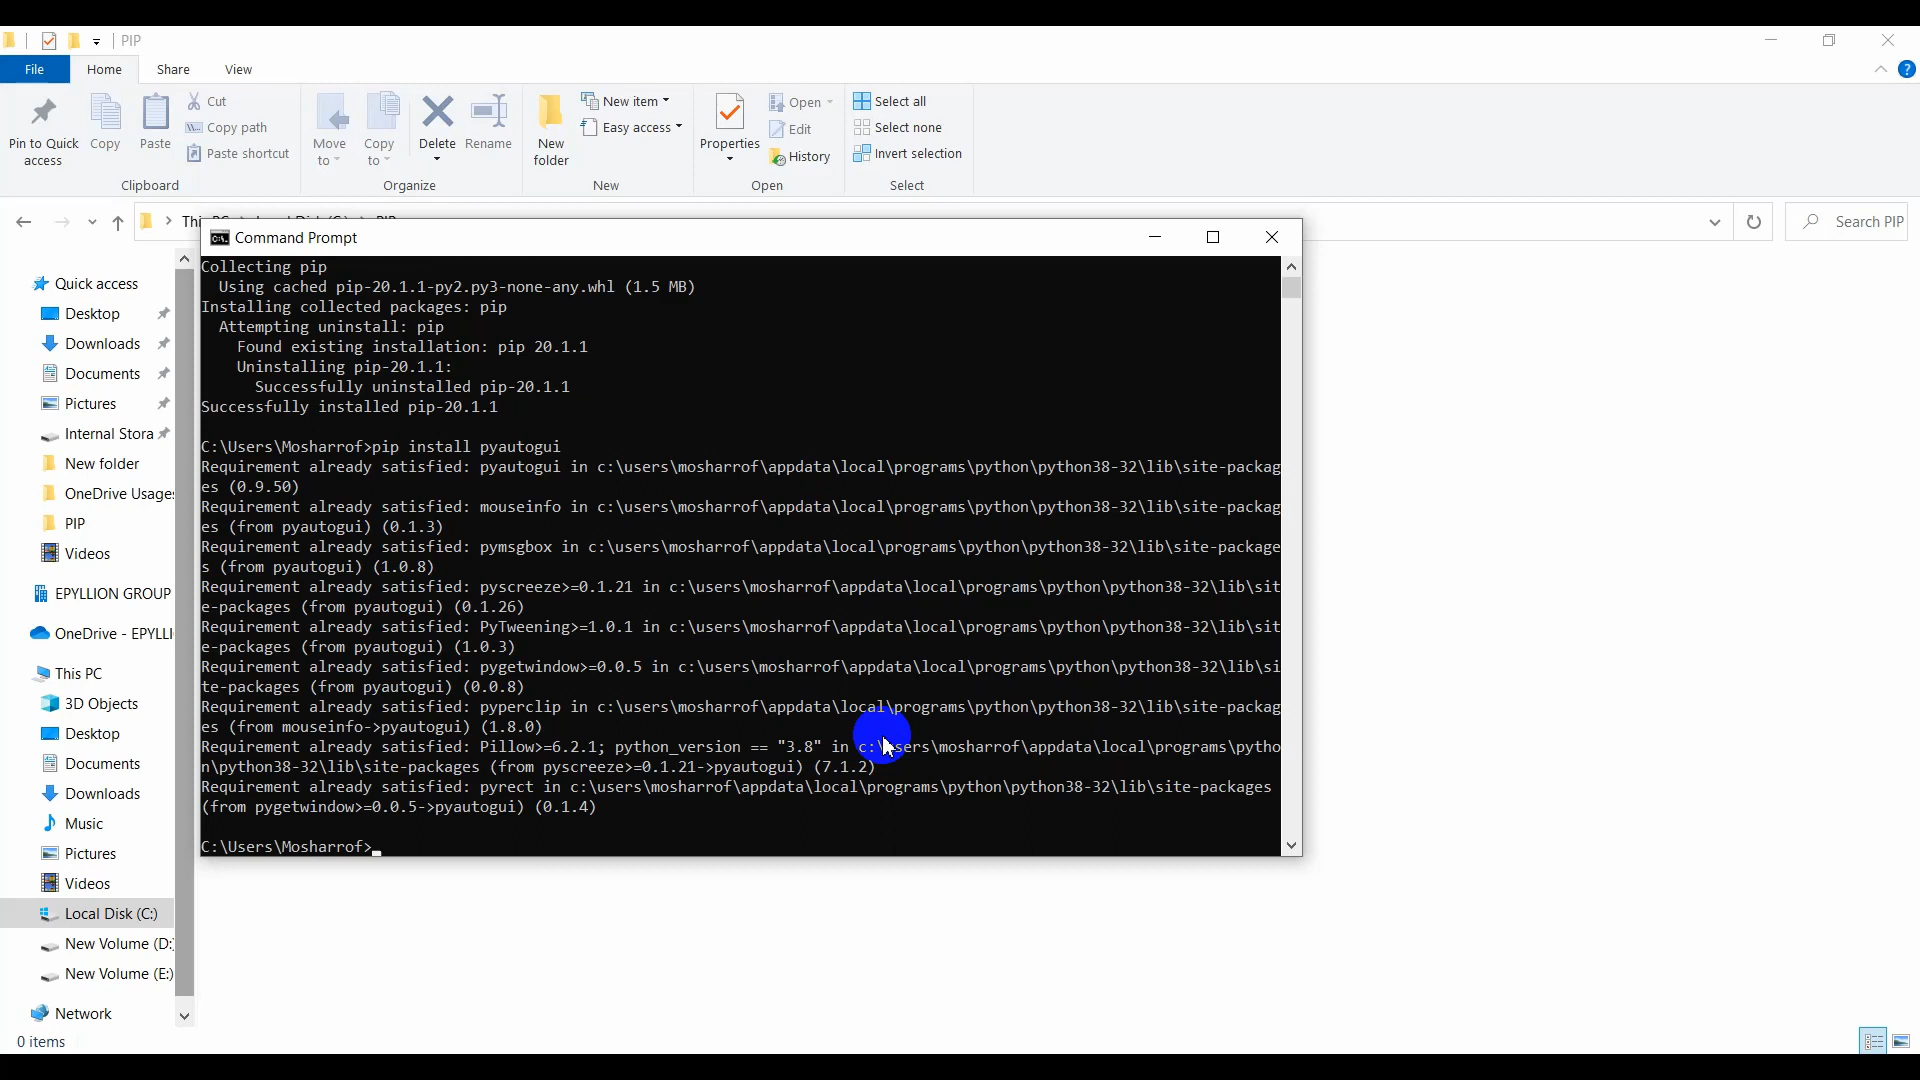 PIP
File Home Share View
Pin to Quick access
Copy
Paste
Cut
Copy path
Paste shortcut
Clipboard
Move to
Copy to
Delete
Rename
Organize
New folder
New item
Easy access
New
Properties
Open
Edit
History
Open
Select all
Select none
Invert selection
Select
Search PIP
Quick access
Desktop
Downloads
Documents
Pictures
Internal Stora
New folder
OneDrive Usages
PIP
Videos
EPYLLION GROUP
OneDrive - EPYLLI
This PC
3D Objects
Desktop
Documents
Downloads
Music
Pictures
Videos
Local Disk (C:)
New Volume (D:)
New Volume (E:)
Network
0 items
Command Prompt
Collecting pip
Using cached pip-20.1.1-py2.py3-none-any.whl (1.5 MB)
Installing collected packages: pip
Attempting uninstall: pip
Found existing installation: pip 20.1.1
Uninstalling pip-20.1.1:
Successfully uninstalled pip-20.1.1
Successfully installed pip-20.1.1
C:\Users\Mosharrof>pip install pyautogui
Requirement already satisfied: pyautogui in c:\users\mosharrof\appdata\local\programs\python\python38-32\lib\site-packag
es (0.9.50)
Requirement already satisfied: mouseinfo in c:\users\mosharrof\appdata\local\programs\python\python38-32\lib\site-packag
es (from pyautogui) (0.1.3)
Requirement already satisfied: pymsgbox in c:\users\mosharrof\appdata\local\programs\python\python38-32\lib\site-package
s (from pyautogui) (1.0.8)
Requirement already satisfied: pyscreeze>=0.1.21 in c:\users\mosharrof\appdata\local\programs\python\python38-32\lib\sit
e-packages (from pyautogui) (0.1.26)
Requirement already satisfied: PyTweening>=1.0.1 in c:\users\mosharrof\appdata\local\programs\python\python38-32\lib\sit
e-packages (from pyautogui) (1.0.3)
Requirement already satisfied: pygetwindow>=0.0.5 in c:\users\mosharrof\appdata\local\programs\python\python38-32\lib\si
te-packages (from pyautogui) (0.0.8)
Requirement already satisfied: pyperclip in c:\users\mosharrof\appdata\local\programs\python\python38-32\lib\site-packag
es (from mouseinfo->pyautogui) (1.8.0)
Requirement already satisfied: Pillow>=6.2.1; python_version == "3.8" in c:\users\mosharrof\appdata\local\programs\pytho
n\python38-32\lib\site-packages (from pyscreeze>=0.1.21->pyautogui) (7.1.2)
Requirement already satisfied: pyrect in c:\users\mosharrof\appdata\local\programs\python\python38-32\lib\site-packages
(from pygetwindow>=0.0.5->pyautogui) (0.1.4)
C:\Users\Mosharrof>